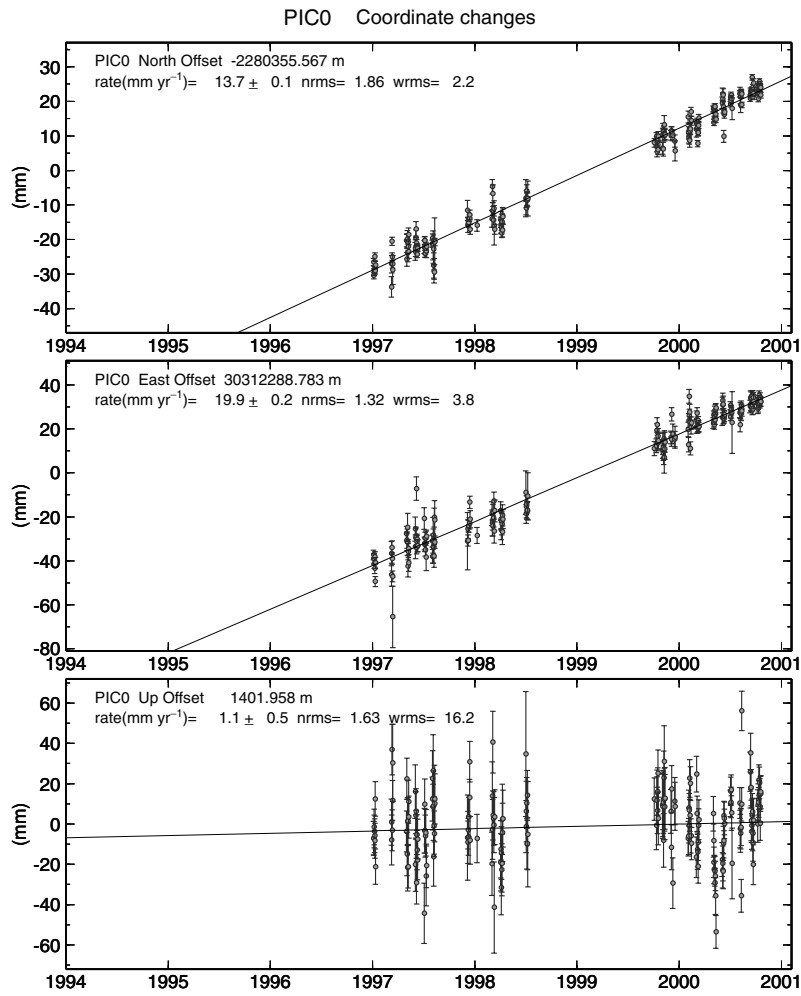 PIC0 Coordinate changes
PIC0 North Offset -2280355.567 m
rate(mm yr−1)= 13.7 ± 0.1 nrms= 1.86 wrms= 2.2
30
20
10
0
-10
-20
-30
-40
(mm)
1994 1995 1996 1997 1998 1999 2000 2001
PIC0 East Offset 30312288.783 m
rate(mm yr−1)= 19.9 ± 0.2 nrms= 1.32 wrms= 3.8
40
20
0
-20
-40
-60
-80
(mm)
1994 1995 1996 1997 1998 1999 2000 2001
PIC0 Up Offset 1401.958 m
rate(mm yr−1)= 1.1 ± 0.5 nrms= 1.63 wrms= 16.2
60
40
20
0
-20
-40
-60
(mm)
1994 1995 1996 1997 1998 1999 2000 2001